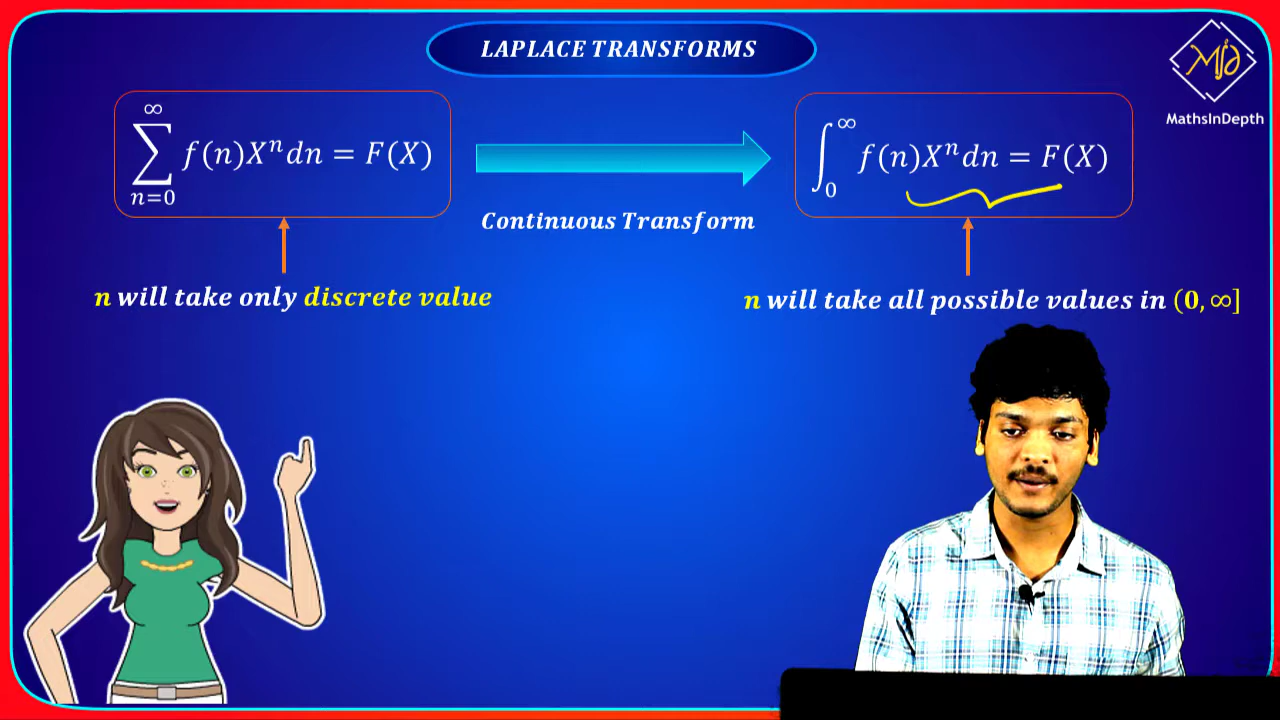 LAPLACE TRANSFORMS
MJD
MathsInDepth
∑_{n=0}^{∞} f(n)X^n dn = F(X)
∫_0^∞ f(n)X^n dn = F(X)
Continuous Transform
n will take only discrete value
n will take all possible values in (0, ∞]